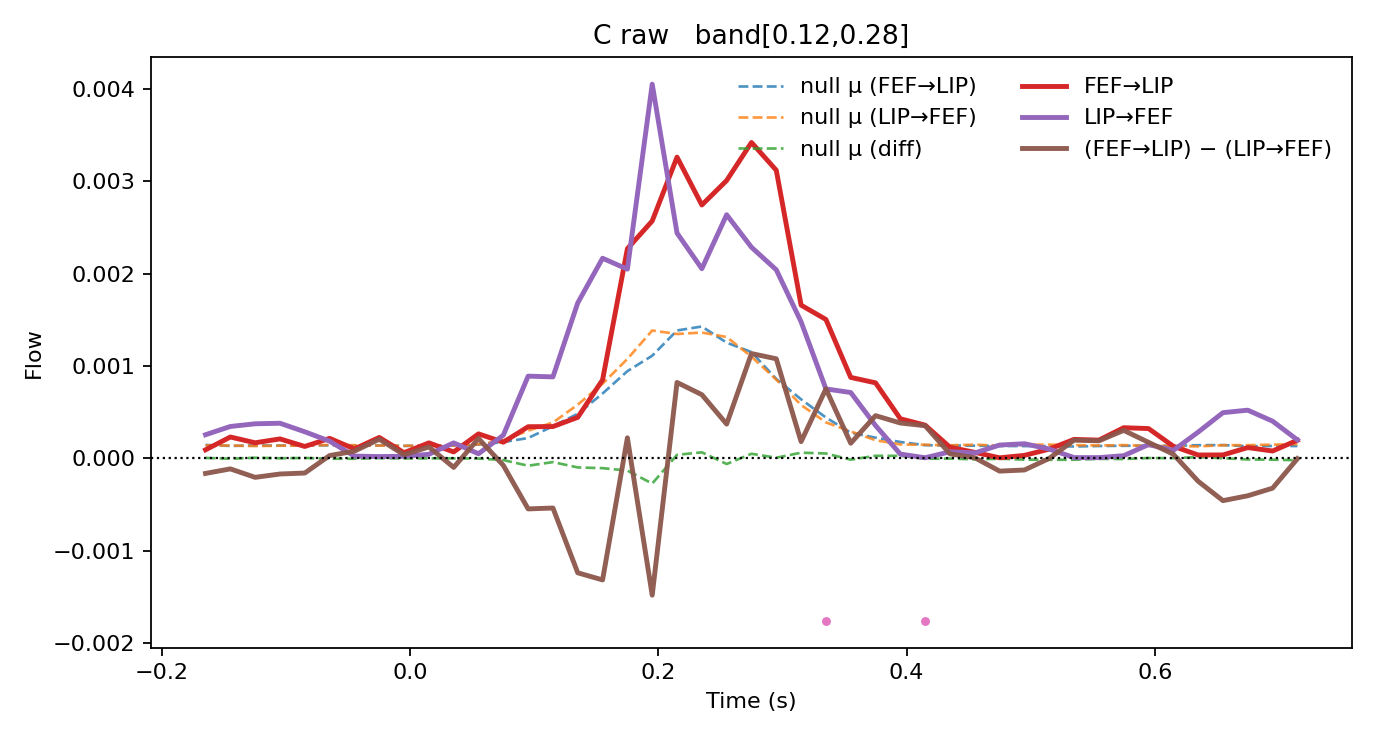 C raw   band[0.12,0.28]
null μ (FEF→LIP)
null μ (LIP→FEF)
null μ (diff)
FEF→LIP
LIP→FEF
(FEF→LIP) − (LIP→FEF)
Flow
0.004
0.003
0.002
0.001
0.000
−0.001
−0.002
−0.2
0.0
0.2
0.4
0.6
Time (s)